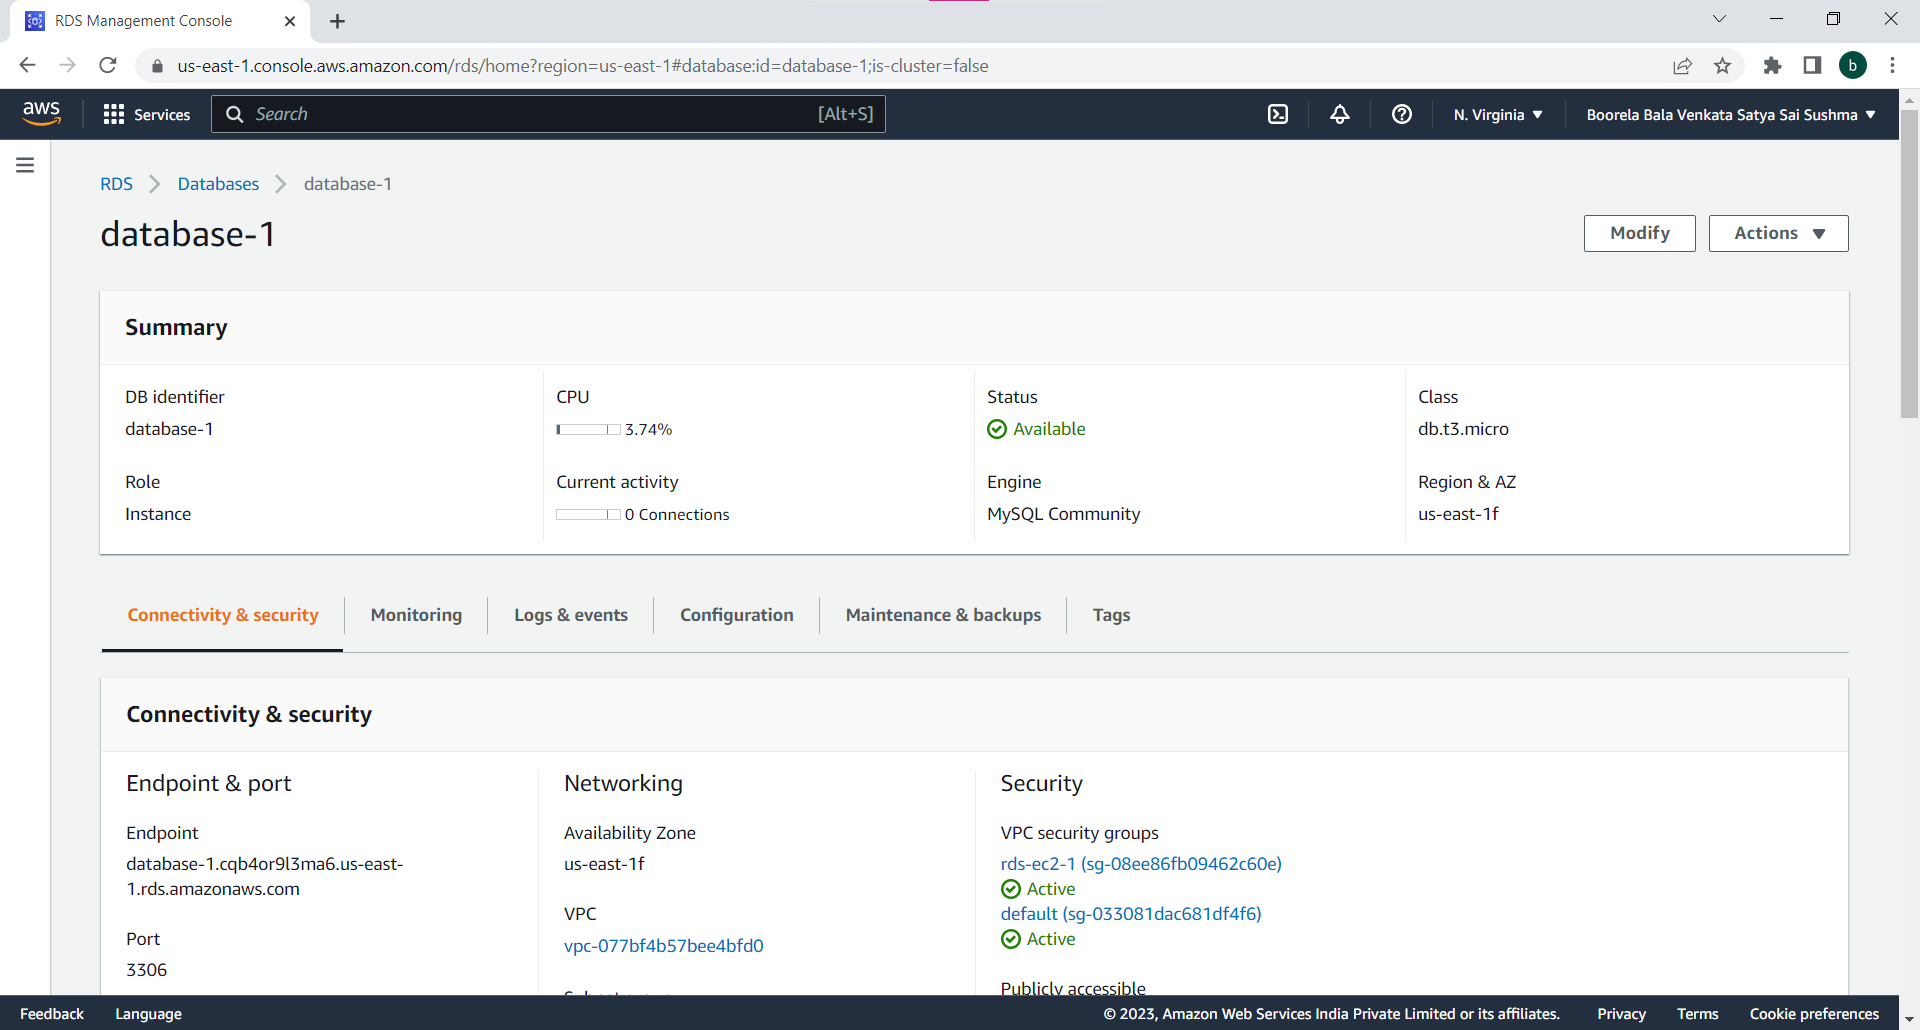 RDS Management Console
us-east-1.console.aws.amazon.com/rds/home?region=us-east-1#database:id=database-1;is-cluster=false
b
aws
Services
Search
[Alt+S]
N. Virginia
Boorela Bala Venkata Satya Sai Sushma
RDS
Databases
database-1
database-1
Modify
Actions
Summary
DB identifier
database-1
CPU
3.74%
Status
Available
Class
db.t3.micro
Role
Instance
Current activity
0 Connections
Engine
MySQL Community
Region & AZ
us-east-1f
Connectivity & security
Monitoring
Logs & events
Configuration
Maintenance & backups
Tags
Connectivity & security
Endpoint & port
Endpoint
database-1.cqb4or9l3ma6.us-east-
1.rds.amazonaws.com
Port
3306
Networking
Availability Zone
us-east-1f
VPC
vpc-077bf4b57bee4bfd0
Security
VPC security groups
rds-ec2-1 (sg-08ee86fb09462c60e)
Active
default (sg-033081dac681df4f6)
Active
Publicly accessible
Feedback
Language
© 2023, Amazon Web Services India Private Limited or its affiliates.
Privacy
Terms
Cookie preferences